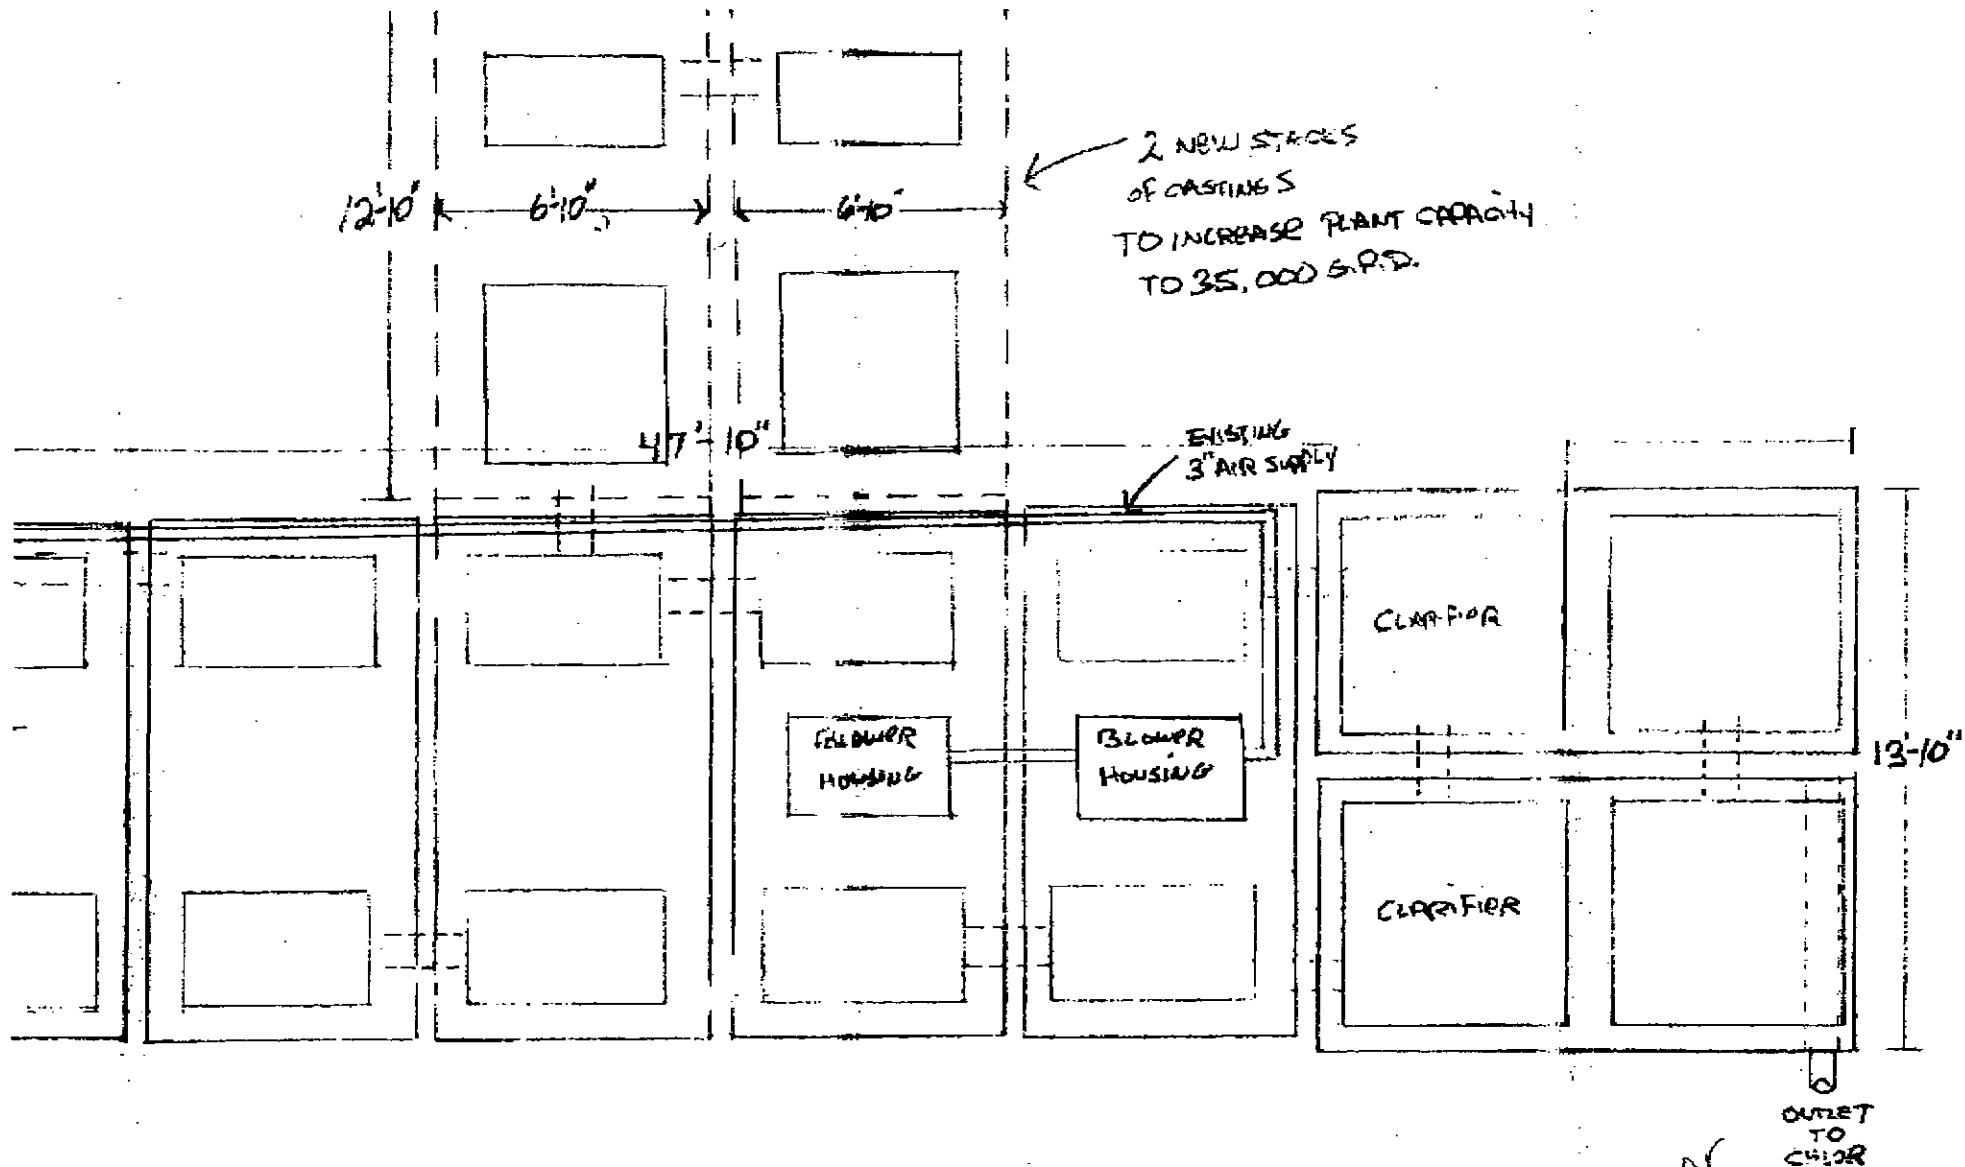 2 NEW STACKS
OF CASTINGS
TO INCREASE PLANT CAPACITY
TO 35,000 G.P.D.
12'-10"
6'-10"
6'-10"
47'-10"
EXISTING
3" AIR SUPPLY
CLARIFIER
BLOWER
HOUSING
BLOWER
HOUSING
13'-10"
CLARIFIER
OUTLET
TO
CHLOR